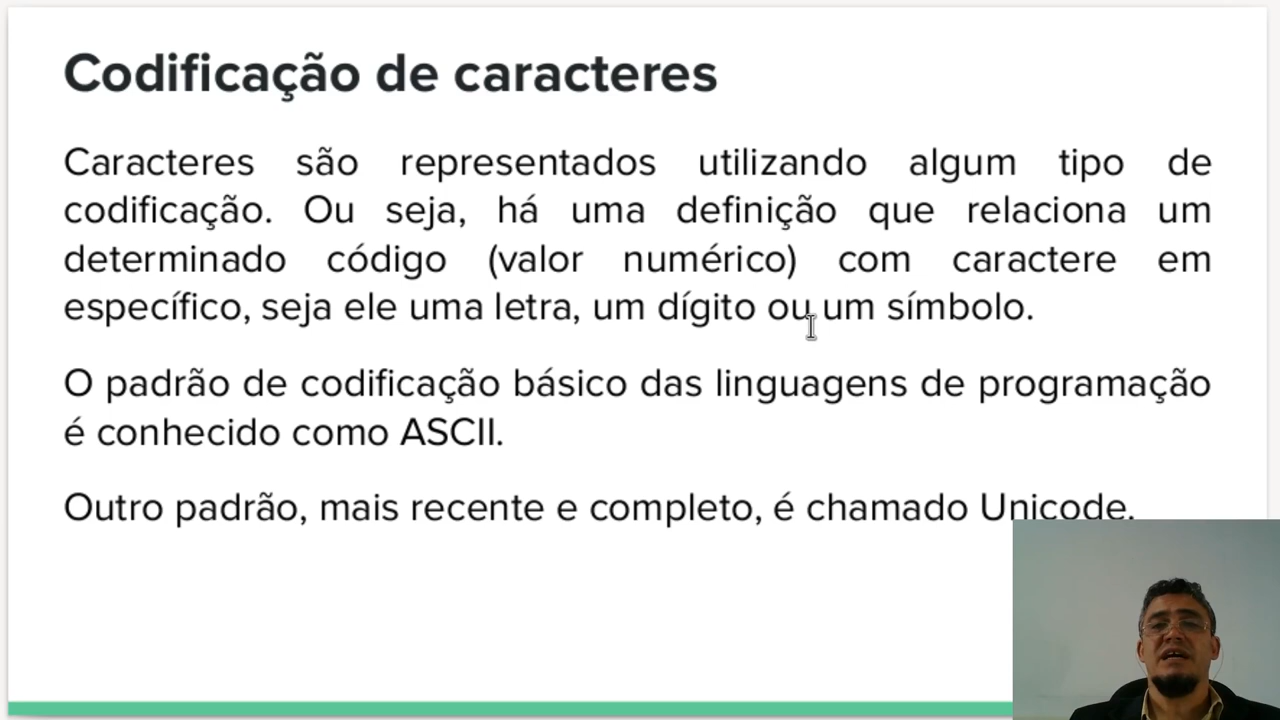 Codificação de caracteres
Caracteres são representados utilizando algum tipo de
codificação. Ou seja, há uma definição que relaciona um
determinado código (valor numérico) com caractere em
específico, seja ele uma letra, um dígito ou um símbolo.
O padrão de codificação básico das linguagens de programação
é conhecido como ASCII.
Outro padrão, mais recente e completo, é chamado Unicode.